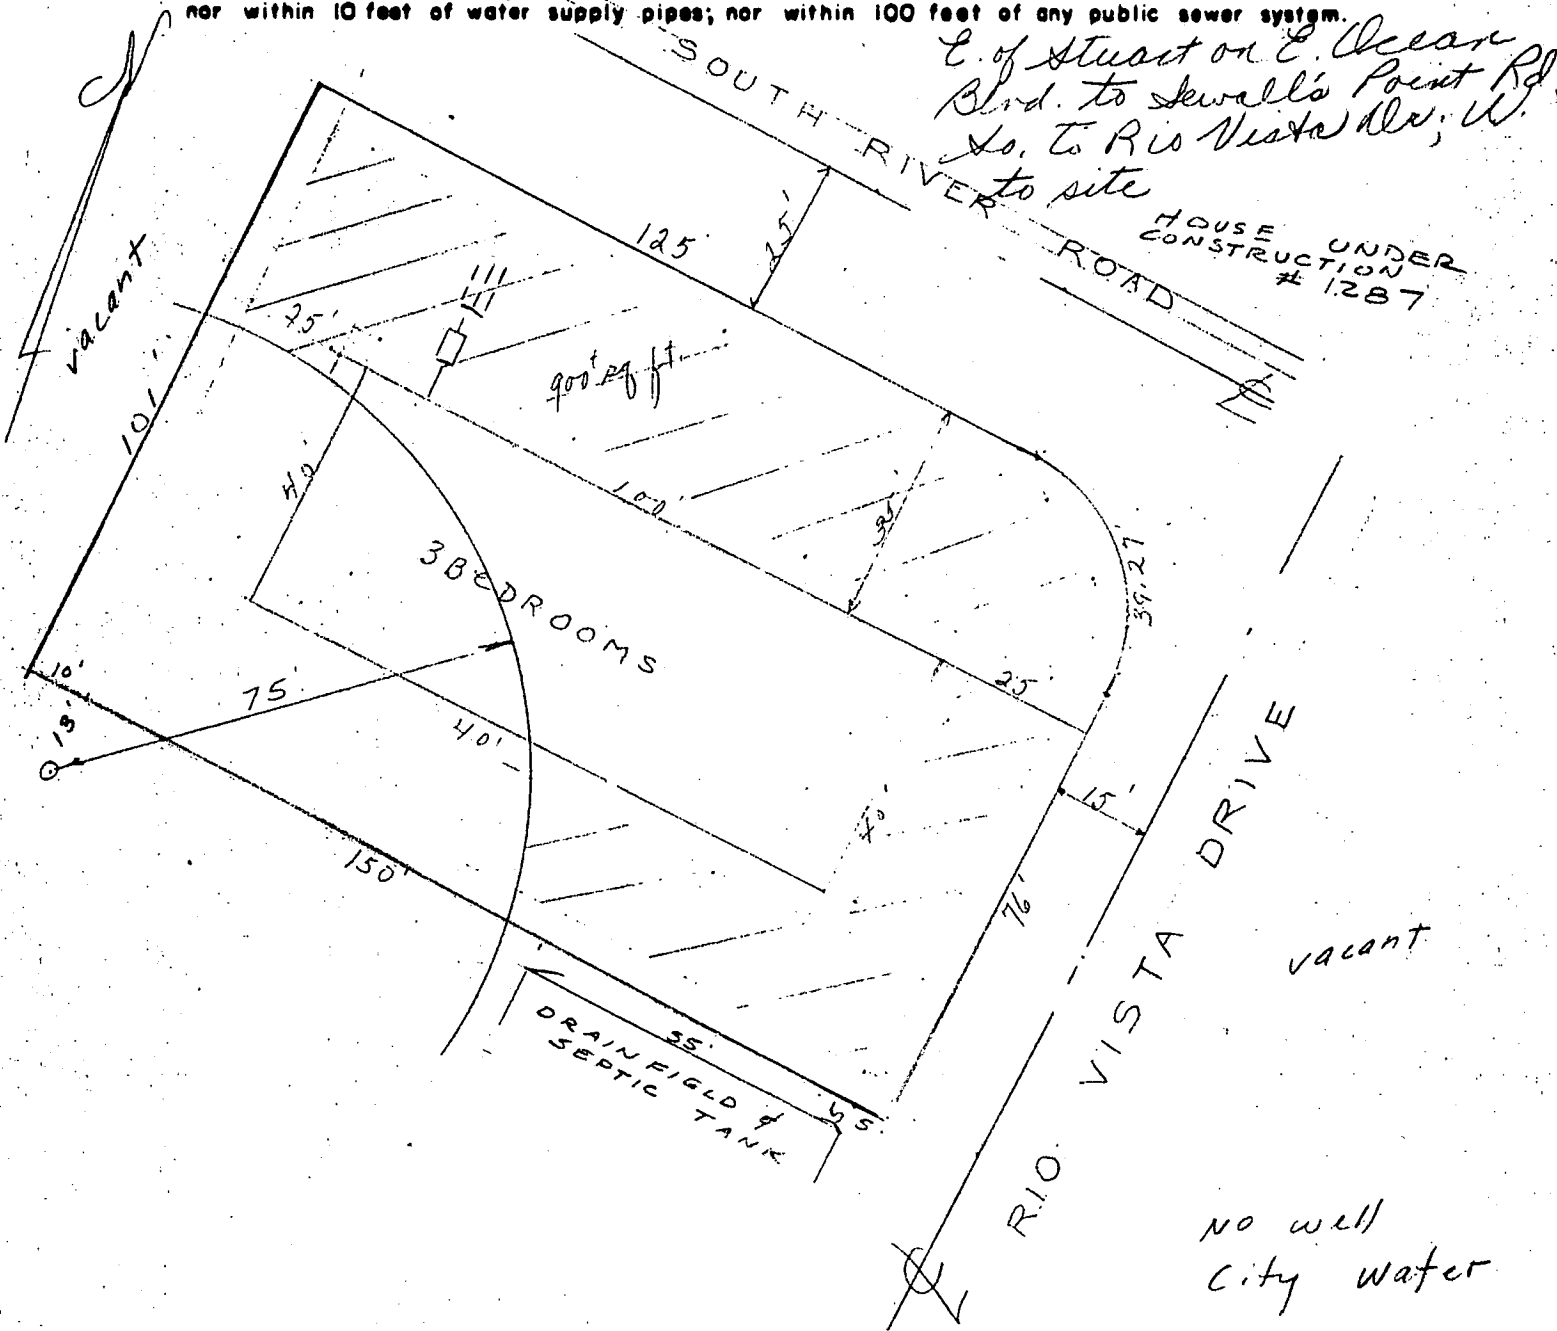 nor within 10 feet of water supply pipes; nor within 100 feet of any public sewer system.
E. of Stuart on E. Ocean
Blvd. to Sewall's Point Rd.
So. to Rio Vista Dr; W.
to site
SOUTH RIVER ROAD
HOUSE UNDER
CONSTRUCTION
# 1287
vacant
125'
25'
25'
101'
900± sq ft
40'
100'
39.27
3 BEDROOMS
10'
13'
75'
25'
40'
40'
15'
150'
76'
RIO VISTA DRIVE
vacant
55'
DRAINFIELD &
SEPTIC TANK
5'
5'
No well
City Water